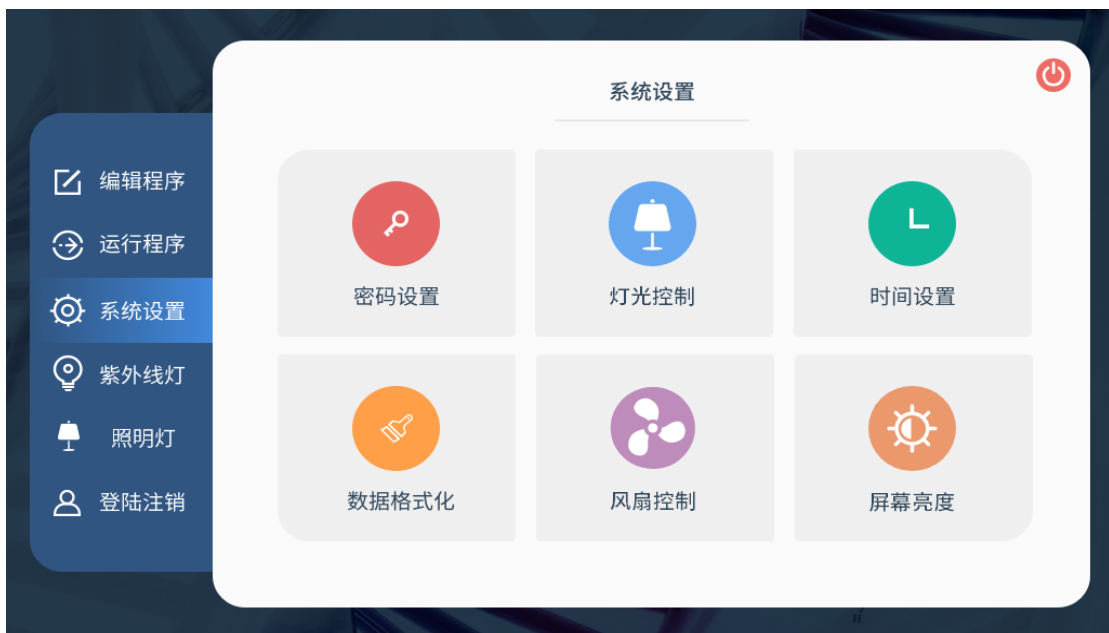 系统设置
编辑程序
运行程序
系统设置
紫外线灯
照明灯
登陆注销
密码设置
灯光控制
时间设置
数据格式化
风扇控制
屏幕亮度
H